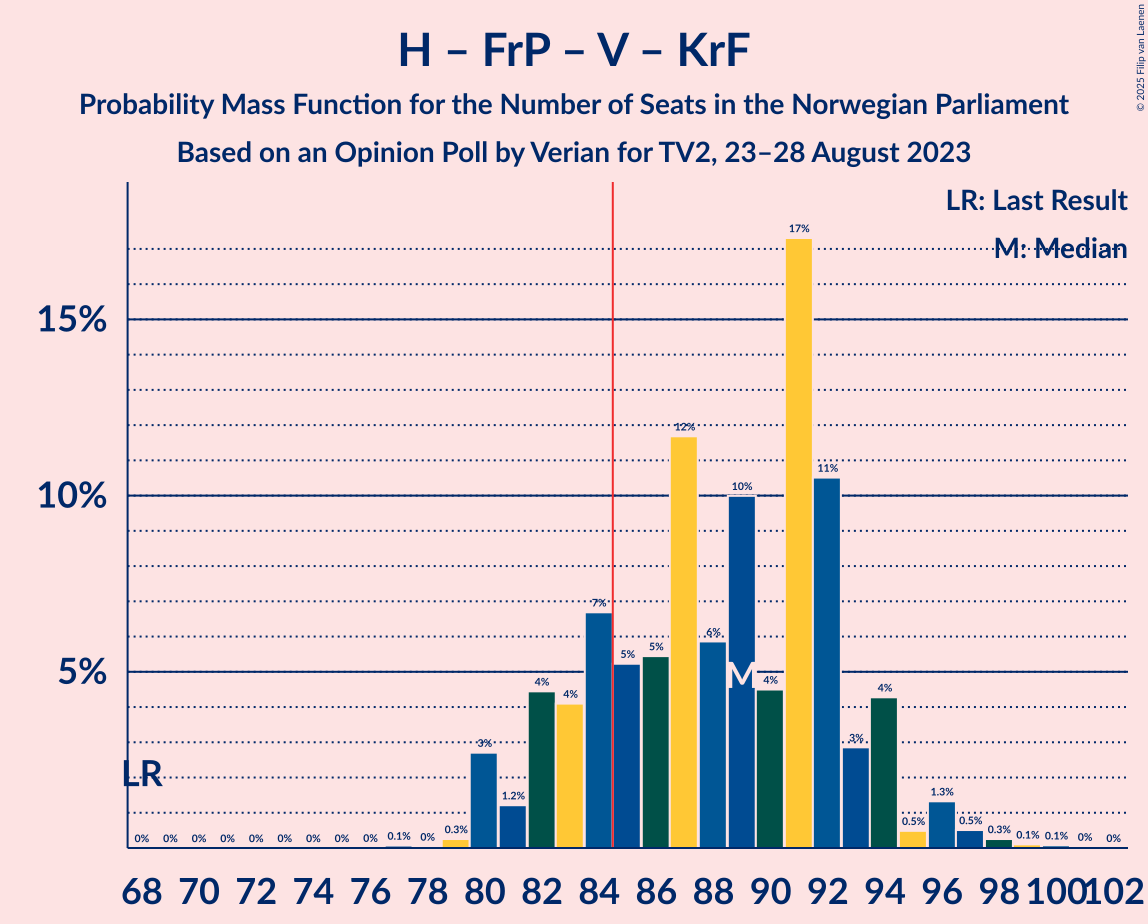 H – FrP – V – KrF
Probability Mass Function for the Number of Seats in the Norwegian Parliament
Based on an Opinion Poll by Verian for TV2, 23–28 August 2023
© 2025 Filip van Laenen
LR: Last Result
M: Median
15%
10%
5%
LR
M
0% 0% 0% 0% 0% 0% 0% 0% 0% 0.1% 0% 0.3% 3% 1.2% 4% 4% 7% 5% 5% 12% 6% 10% 4% 17% 11% 3% 4% 0.5% 1.3% 0.5% 0.3% 0.1% 0.1% 0% 0%
68 70 72 74 76 78 80 82 84 86 88 90 92 94 96 98 100 102